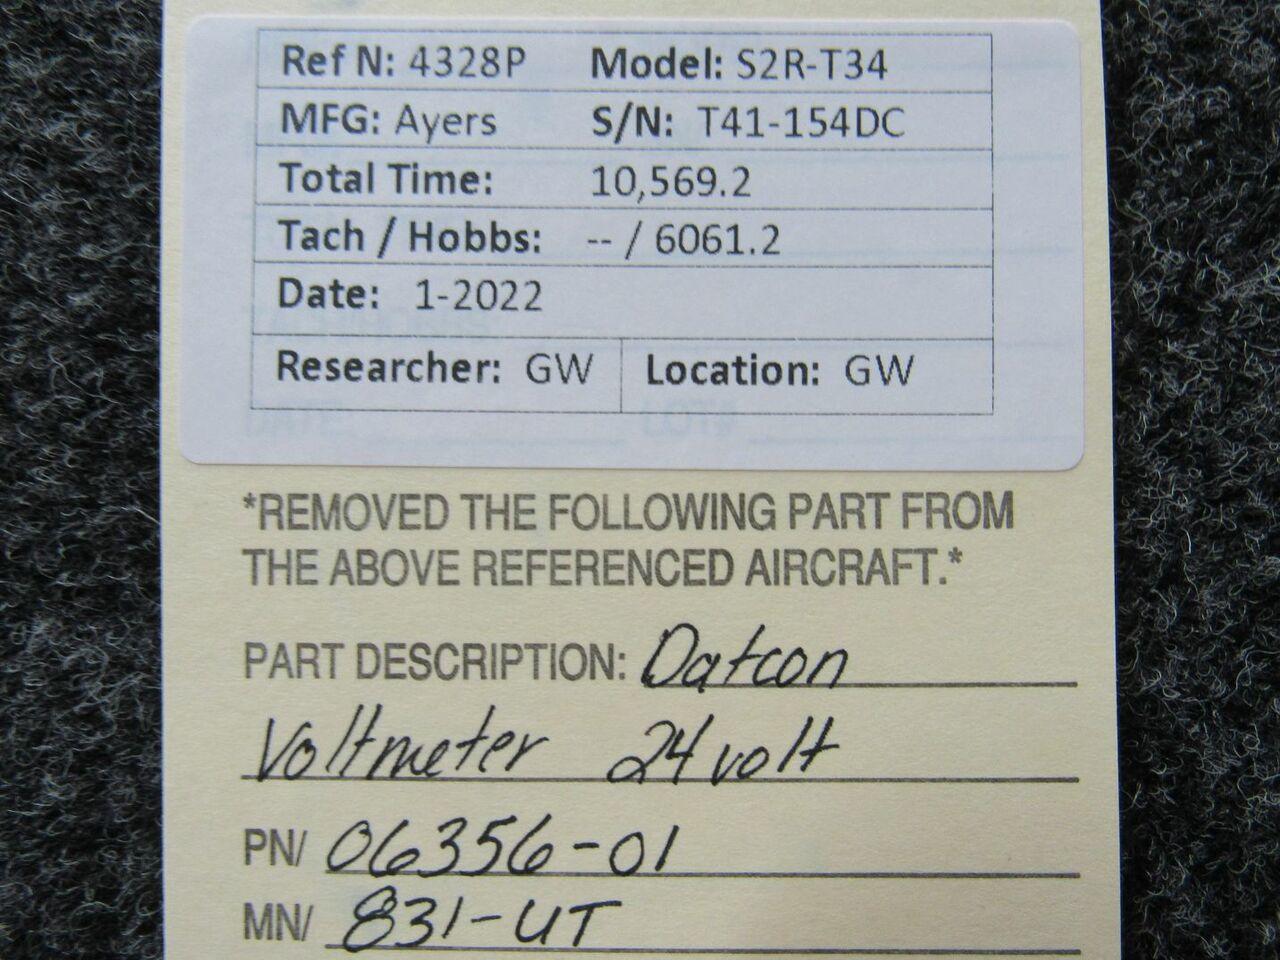 Ref N: 4328P Model: S2R-T34
MFG: Ayers S/N: T41-154DC
Total Time: 10,569.2
Tach / Hobbs: -- / 6061.2
Date: 1-2022
Researcher: GW Location: GW
DATE: LOT#
*REMOVED THE FOLLOWING PART FROM
THE ABOVE REFERENCED AIRCRAFT.*
PART DESCRIPTION: Datcon
Voltmeter 24 volt
PN/ 06356-01
MN/ 831-UT